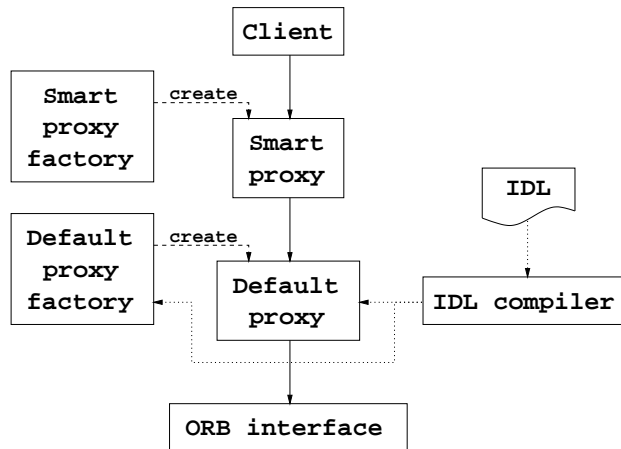 Client
Smart
proxy
factory
create
Smart
proxy
IDL
Default
proxy
factory
create
Default
proxy
IDL compiler
ORB interface